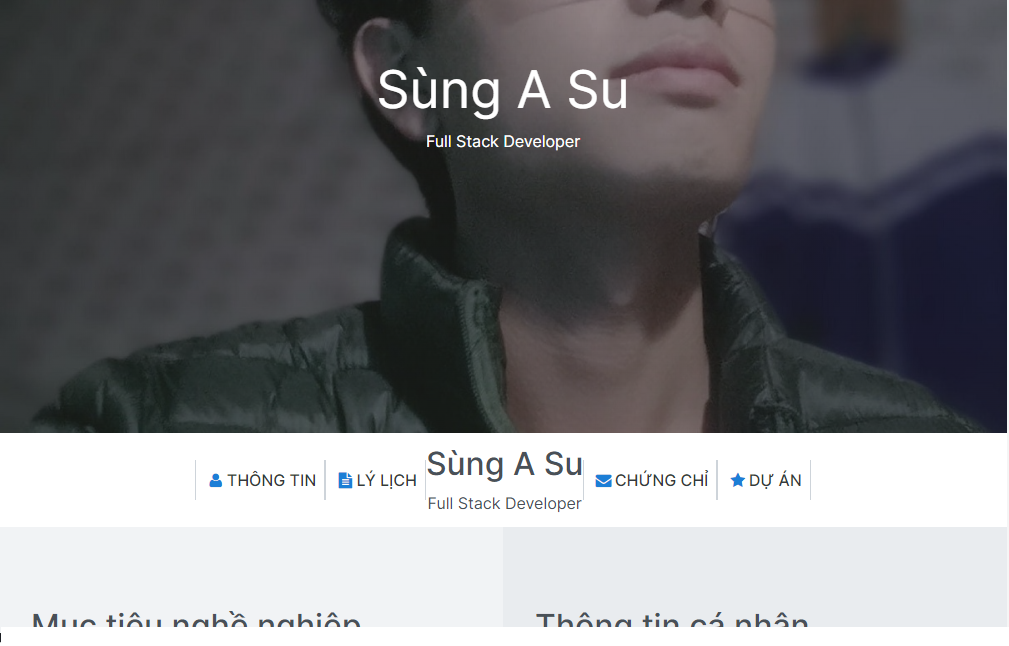 Sùng A Su
Full Stack Developer
THÔNG TIN
LÝ LỊCH
Sùng A Su
Full Stack Developer
CHỨNG CHỈ
DỰ ÁN
Mục tiêu nghề nghiệp
Thông tin cá nhân